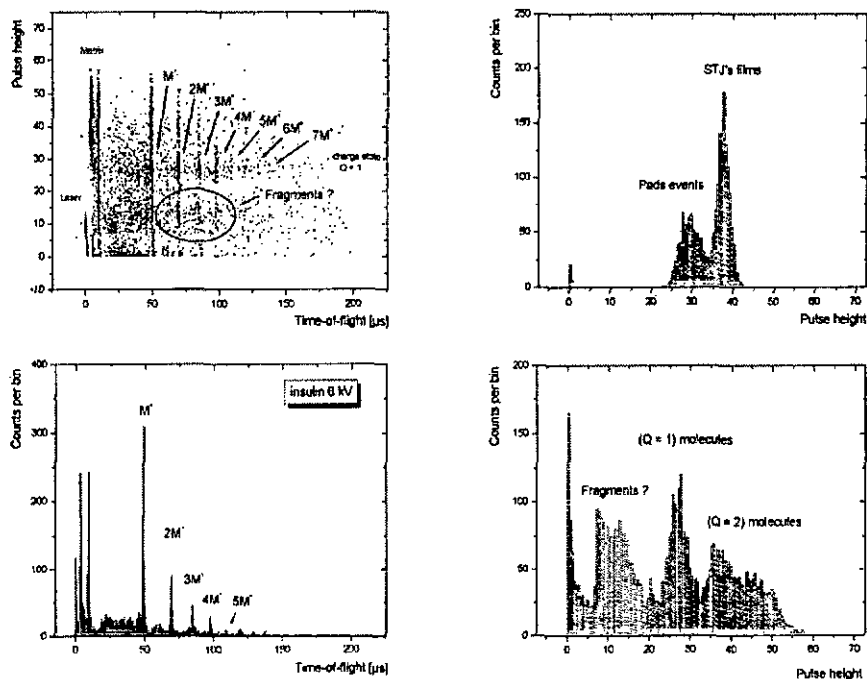 Pulse height
70
60
50
40
30
20
10
0
-10
Matrix
M⁺
2M⁺
3M⁺
4M⁺
5M⁺
6M⁺
7M⁺
Laser
charge state
Q = 1
Fragments ?
0
50
100
150
200
Time-of-flight [µs]
Counts per bin
250
200
150
100
50
0
STJ's films
Pads events
0
10
20
30
40
50
60
70
Pulse height
Counts per bin
400
300
200
100
0
insulin 6 kV
M⁺
2M⁺
3M⁺
4M⁺
5M⁺
0
50
100
150
200
Time-of-flight [µs]
Counts per bin
200
150
100
50
0
(Q = 1) molecules
Fragments ?
(Q = 2) molecules
0
10
20
30
40
50
60
70
Pulse height